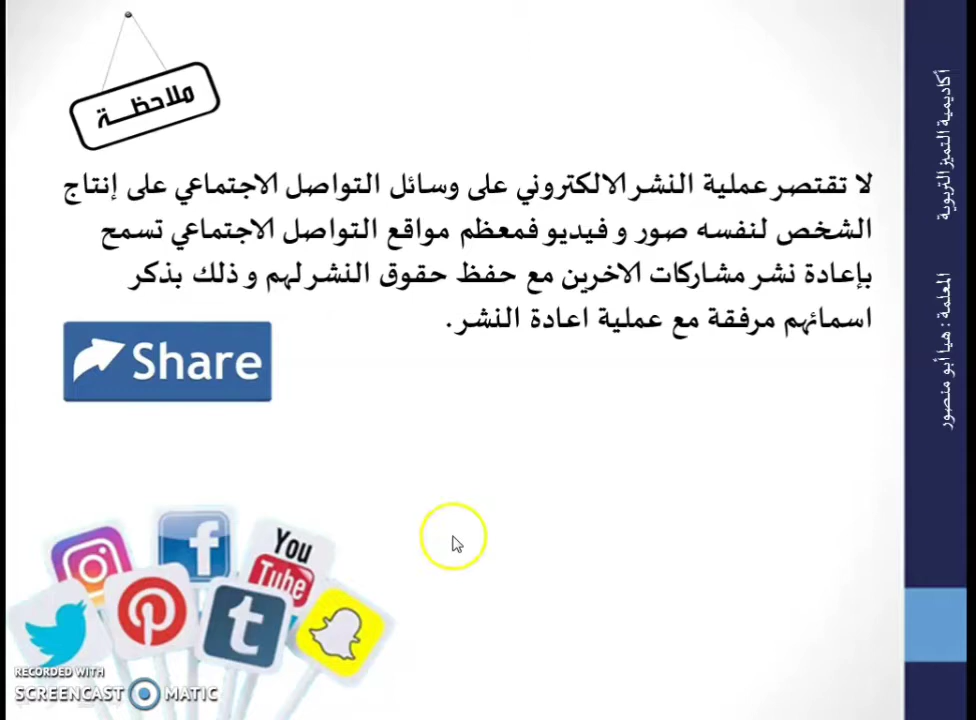 ملاحظـــة
لا تقتصر عملية النشر الالكتروني على وسائل التواصل الاجتماعي على إنتاج
الشخص لنفسه صور و فيديو فمعظم مواقع التواصل الاجتماعي تسمح
بإعادة نشر مشاركات الاخرين مع حفظ حقوق النشر لهم و ذلك بذكر
اسمائهم مرفقة مع عملية اعادة النشر.
Share
أكاديمية التميز التربوية
المعلمة : هيا أبو منصور
You
Tube
RECORDED WITH
SCREENCAST MATIC